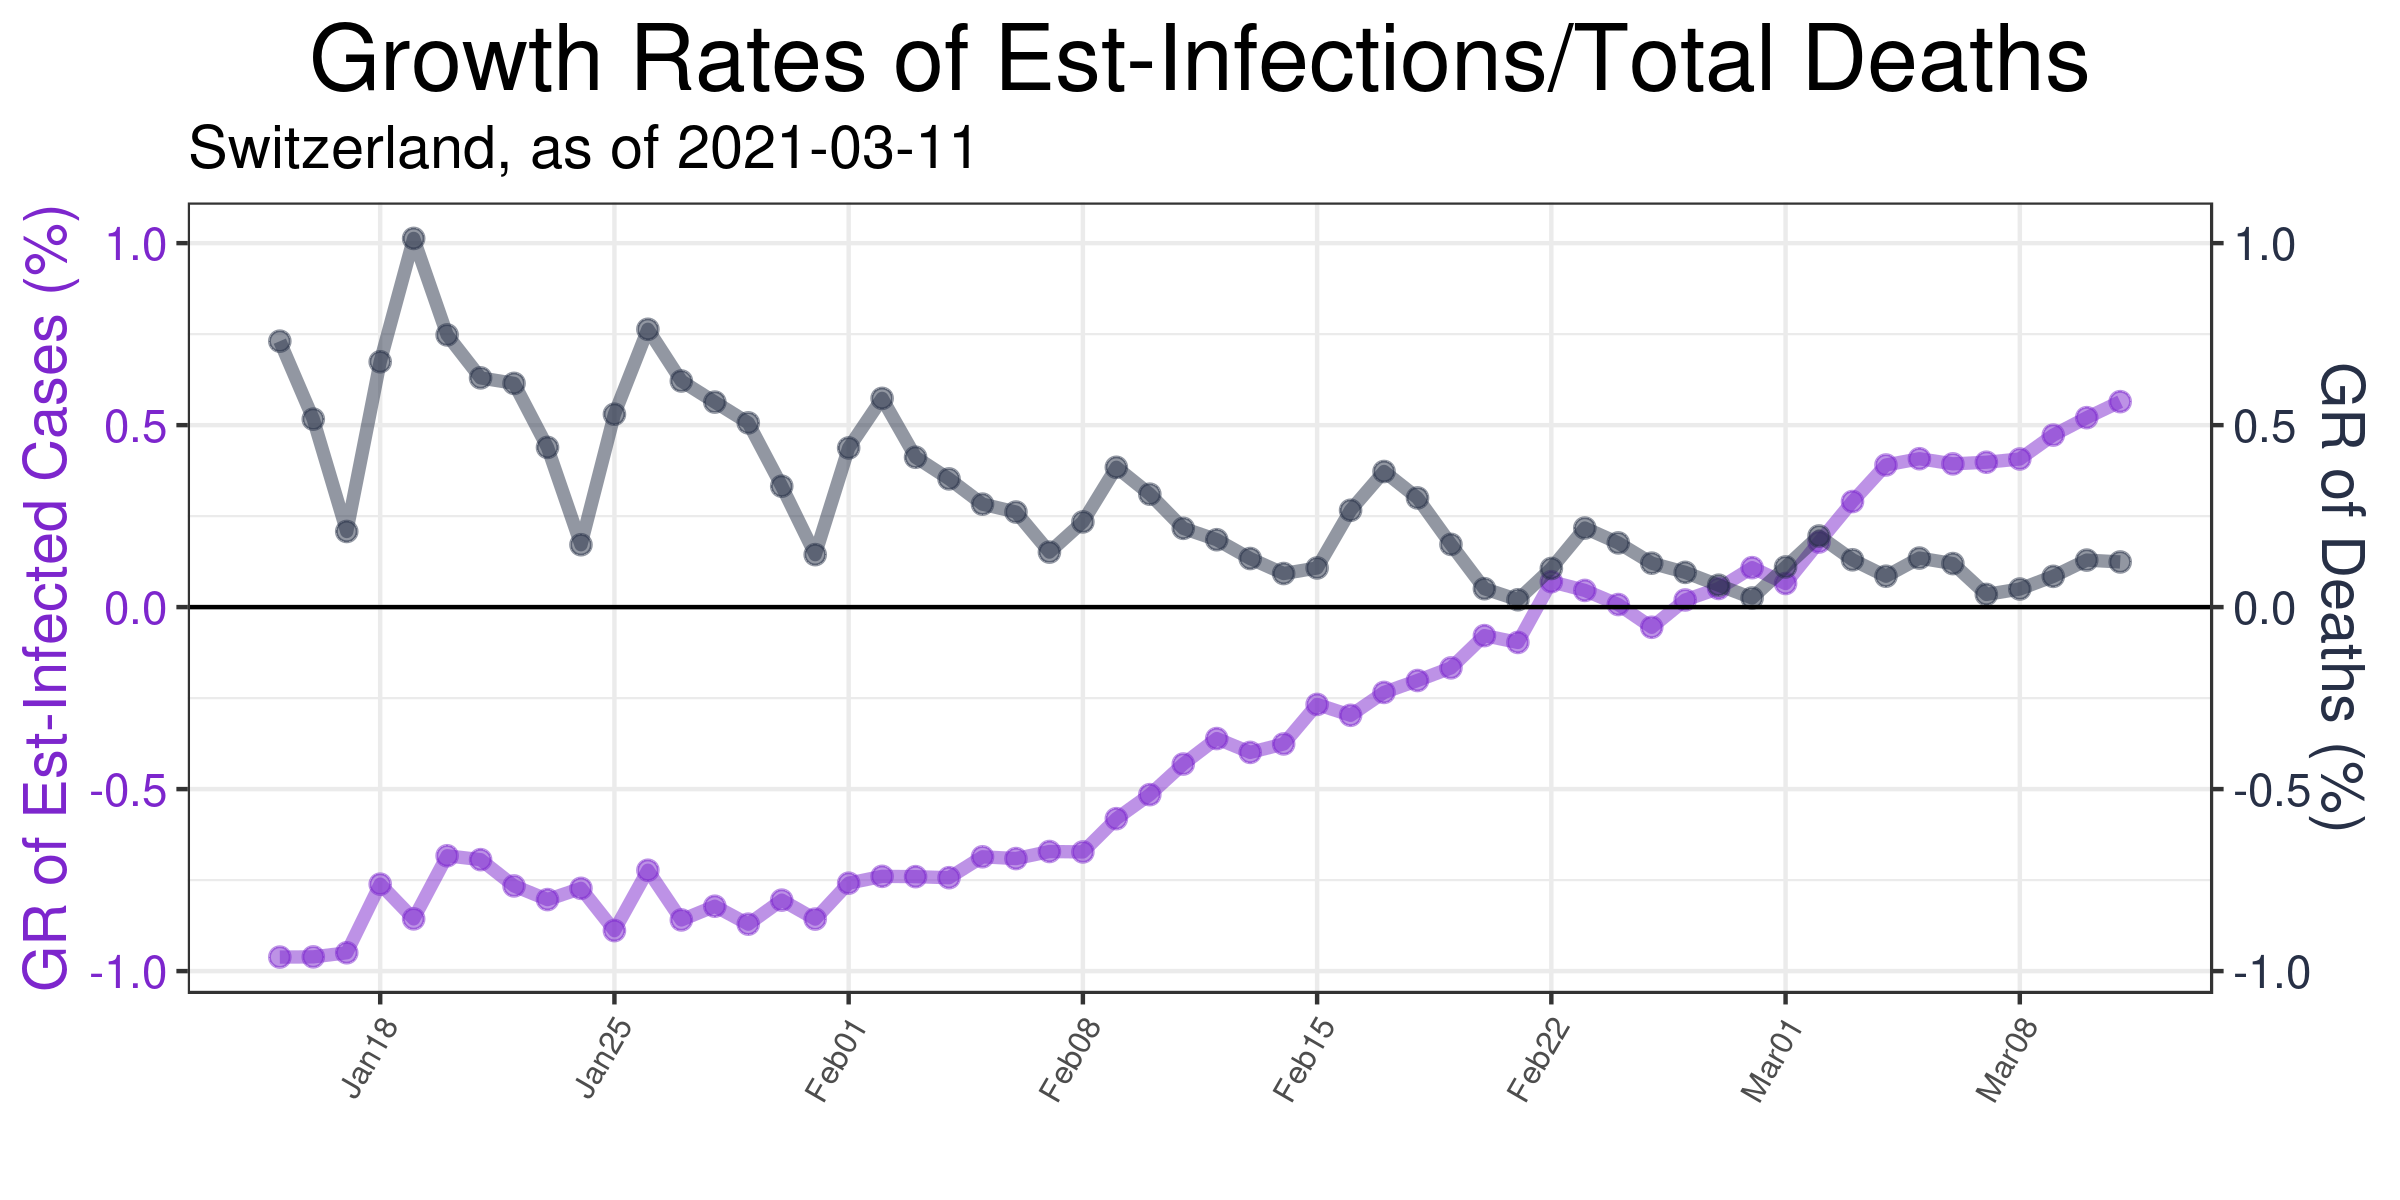 Growth Rates of Est-Infections/Total Deaths
Switzerland, as of 2021-03-11
GR of Est-Infected Cases (%)
1.0
0.5
0.0
-0.5
-1.0
1.0
0.5
0.0
-0.5
-1.0
GR of Deaths (%)
Jan18
Jan25
Feb01
Feb08
Feb15
Feb22
Mar01
Mar08